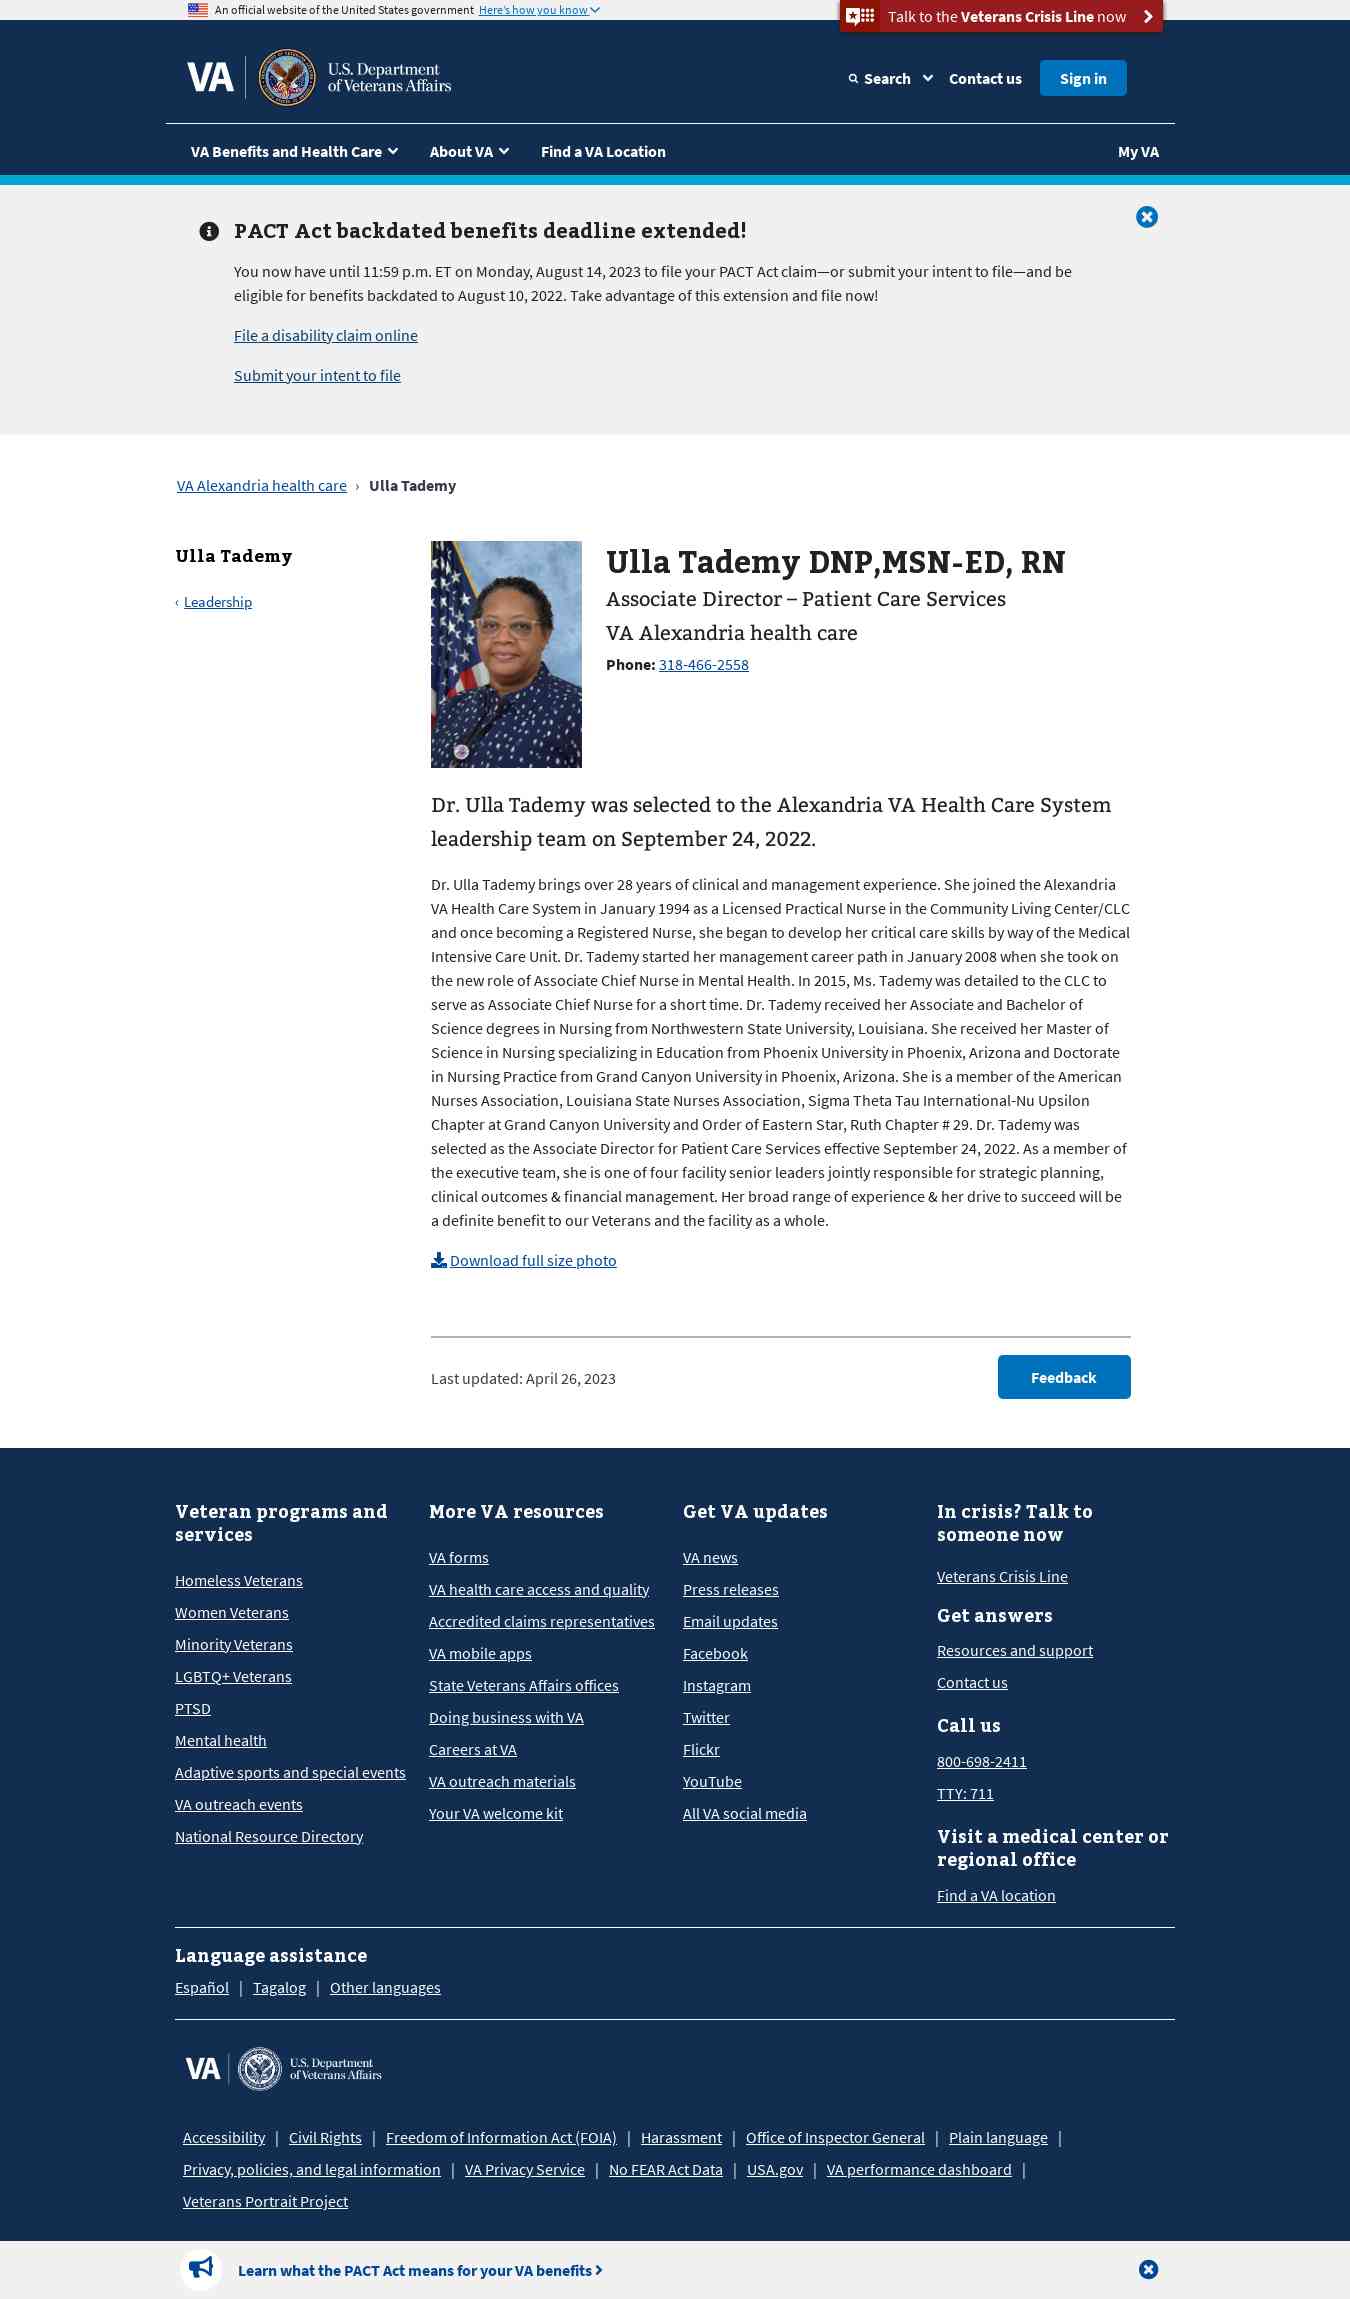 An official website of the United States government Here's how you know
Talk to the Veterans Crisis Line now
VA
U.S. Department
of Veterans Affairs
Search
Contact us
Sign in
VA Benefits and Health Care
About VA
Find a VA Location
My VA
PACT Act backdated benefits deadline extended!
You now have until 11:59 p.m. ET on Monday, August 14, 2023 to file your PACT Act claim—or submit your intent to file—and be
eligible for benefits backdated to August 10, 2022. Take advantage of this extension and file now!
File a disability claim online
Submit your intent to file
VA Alexandria health care › Ulla Tademy
Ulla Tademy
‹ Leadership
Ulla Tademy DNP,MSN-ED, RN
Associate Director – Patient Care Services
VA Alexandria health care
Phone: 318-466-2558
Dr. Ulla Tademy was selected to the Alexandria VA Health Care System
leadership team on September 24, 2022.
Dr. Ulla Tademy brings over 28 years of clinical and management experience. She joined the Alexandria
VA Health Care System in January 1994 as a Licensed Practical Nurse in the Community Living Center/CLC
and once becoming a Registered Nurse, she began to develop her critical care skills by way of the Medical
Intensive Care Unit. Dr. Tademy started her management career path in January 2008 when she took on
the new role of Associate Chief Nurse in Mental Health. In 2015, Ms. Tademy was detailed to the CLC to
serve as Associate Chief Nurse for a short time. Dr. Tademy received her Associate and Bachelor of
Science degrees in Nursing from Northwestern State University, Louisiana. She received her Master of
Science in Nursing specializing in Education from Phoenix University in Phoenix, Arizona and Doctorate
in Nursing Practice from Grand Canyon University in Phoenix, Arizona. She is a member of the American
Nurses Association, Louisiana State Nurses Association, Sigma Theta Tau International-Nu Upsilon
Chapter at Grand Canyon University and Order of Eastern Star, Ruth Chapter # 29. Dr. Tademy was
selected as the Associate Director for Patient Care Services effective September 24, 2022. As a member of
the executive team, she is one of four facility senior leaders jointly responsible for strategic planning,
clinical outcomes & financial management. Her broad range of experience & her drive to succeed will be
a definite benefit to our Veterans and the facility as a whole.
Download full size photo
Last updated: April 26, 2023
Feedback
Veteran programs and
services
Homeless Veterans
Women Veterans
Minority Veterans
LGBTQ+ Veterans
PTSD
Mental health
Adaptive sports and special events
VA outreach events
National Resource Directory
More VA resources
VA forms
VA health care access and quality
Accredited claims representatives
VA mobile apps
State Veterans Affairs offices
Doing business with VA
Careers at VA
VA outreach materials
Your VA welcome kit
Get VA updates
VA news
Press releases
Email updates
Facebook
Instagram
Twitter
Flickr
YouTube
All VA social media
In crisis? Talk to
someone now
Veterans Crisis Line
Get answers
Resources and support
Contact us
Call us
800-698-2411
TTY: 711
Visit a medical center or
regional office
Find a VA location
Language assistance
Español | Tagalog | Other languages
VA
U.S. Department
of Veterans Affairs
Accessibility | Civil Rights | Freedom of Information Act (FOIA) | Harassment | Office of Inspector General | Plain language |
Privacy, policies, and legal information | VA Privacy Service | No FEAR Act Data | USA.gov | VA performance dashboard |
Veterans Portrait Project
Learn what the PACT Act means for your VA benefits